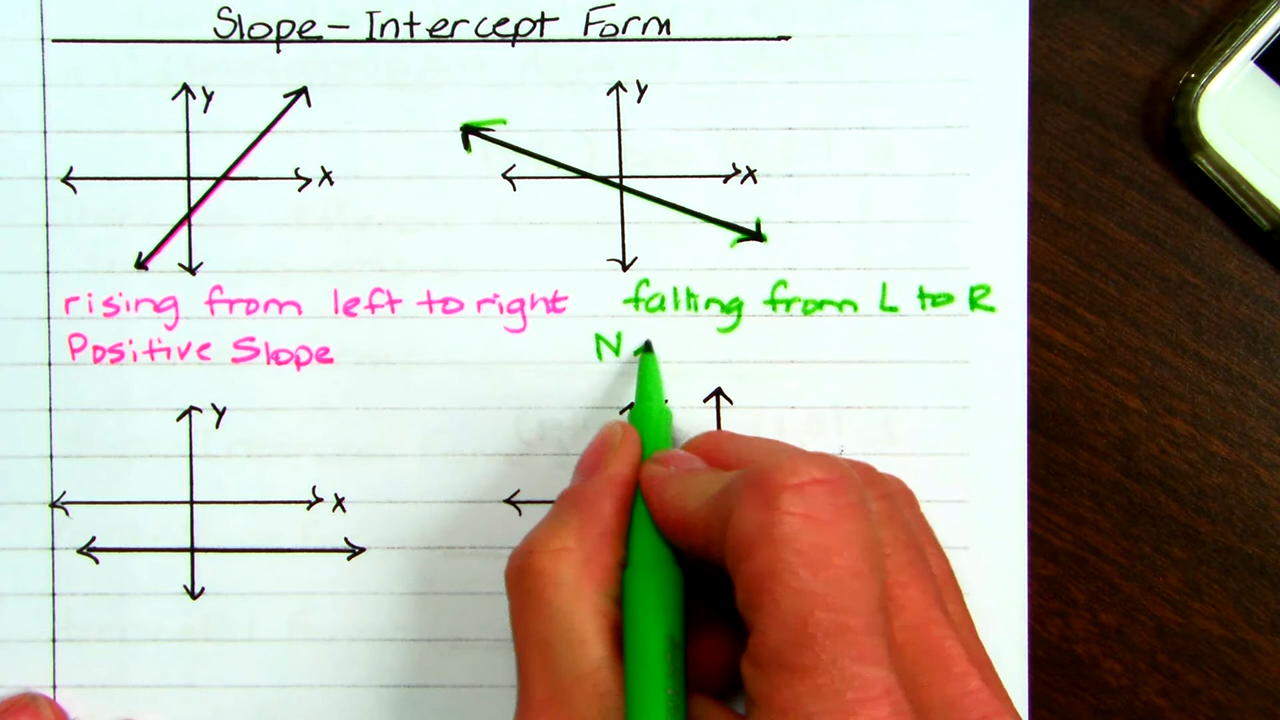 Slope-Intercept Form
y
x
y
x
rising from left to right
Positive Slope
falling from L to R
N
y
x